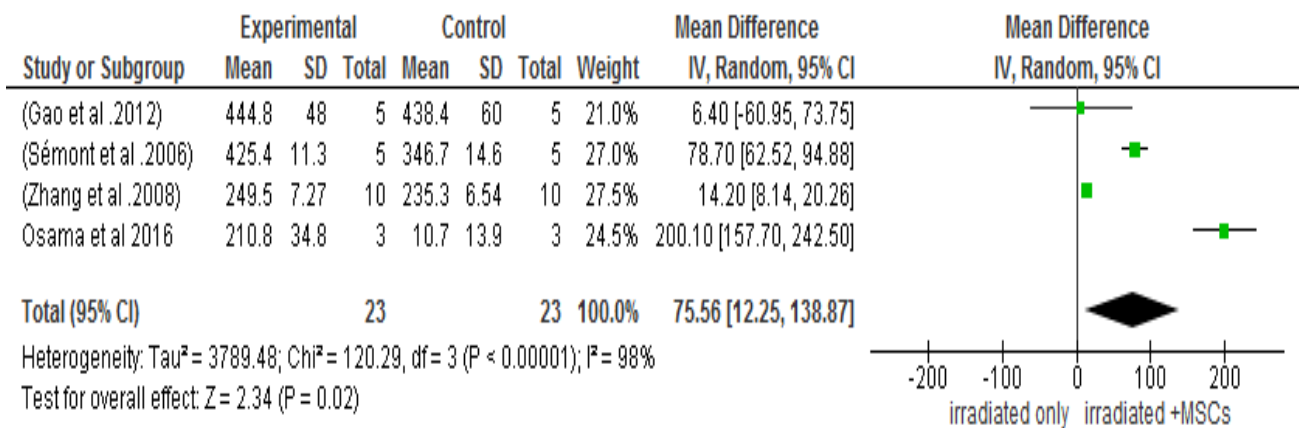 Experimental Control Mean Difference Mean Difference
Study or Subgroup Mean SD Total Mean SD Total Weight IV, Random, 95% CI IV, Random, 95% CI
(Gao et al .2012) 444.8 48 5 438.4 60 5 21.0% 6.40 [-60.95, 73.75]
(Sémont et al .2006) 425.4 11.3 5 346.7 14.6 5 27.0% 78.70 [62.52, 94.88]
(Zhang et al .2008) 249.5 7.27 10 235.3 6.54 10 27.5% 14.20 [8.14, 20.26]
Osama et al 2016 210.8 34.8 3 10.7 13.9 3 24.5% 200.10 [157.70, 242.50]
Total (95% CI) 23 23 100.0% 75.56 [12.25, 138.87]
Heterogeneity: Tau² = 3789.48; Chi² = 120.29, df = 3 (P < 0.00001); I² = 98%
Test for overall effect: Z = 2.34 (P = 0.02)
-200 -100 0 100 200
irradiated only irradiated +MSCs